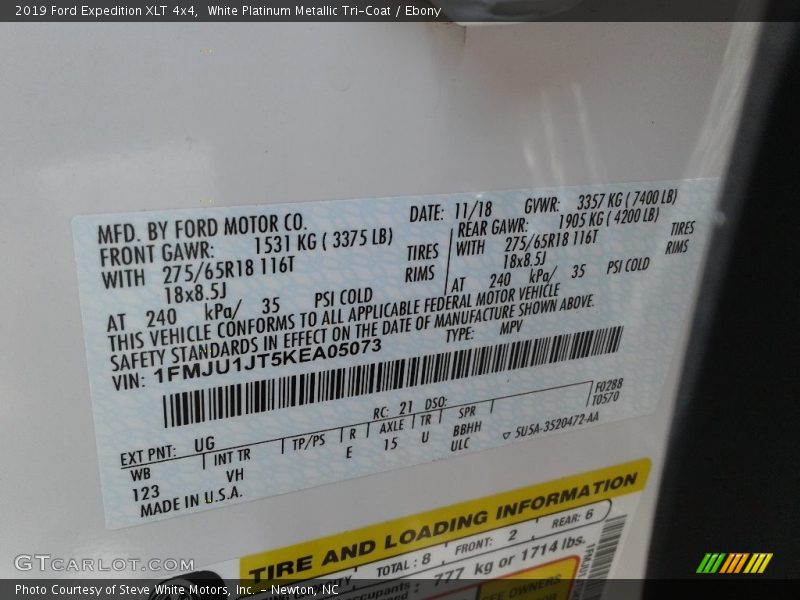 2019 Ford Expedition XLT 4x4, White Platinum Metallic Tri-Coat / Ebony
MFD. BY FORD MOTOR CO.
DATE: 11/18 GVWR: 3357 KG ( 7400 LB)
FRONT GAWR: 1531 KG ( 3375 LB)
REAR GAWR: 1905 KG ( 4200 LB)
WITH 275/65R18 116T TIRES
WITH 275/65R18 116T TIRES
18x8.5J RIMS
18x8.5J RIMS
AT 240 kPa/ 35 PSI COLD
AT 240 kPa/ 35 PSI COLD
THIS VEHICLE CONFORMS TO ALL APPLICABLE FEDERAL MOTOR VEHICLE
SAFETY STANDARDS IN EFFECT ON THE DATE OF MANUFACTURE SHOWN ABOVE.
VIN: 1FMJU1JT5KEA05073 TYPE: MPV
EXT PNT: UG RC: 21 DSO: F0288
WB INT TR TP/PS R AXLE TR SPR T0570
123 VH E 15 U BBHH
ULC ▽ 5USA-3520472-AA
MADE IN U.S.A.
TIRE AND LOADING INFORMATION
TOTAL : 8 FRONT: 2 REAR: 6
777 kg or 1714 lbs.
SEE OWNERS
GTCARLOT.COM
Photo Courtesy of Steve White Motors, Inc. - Newton, NC